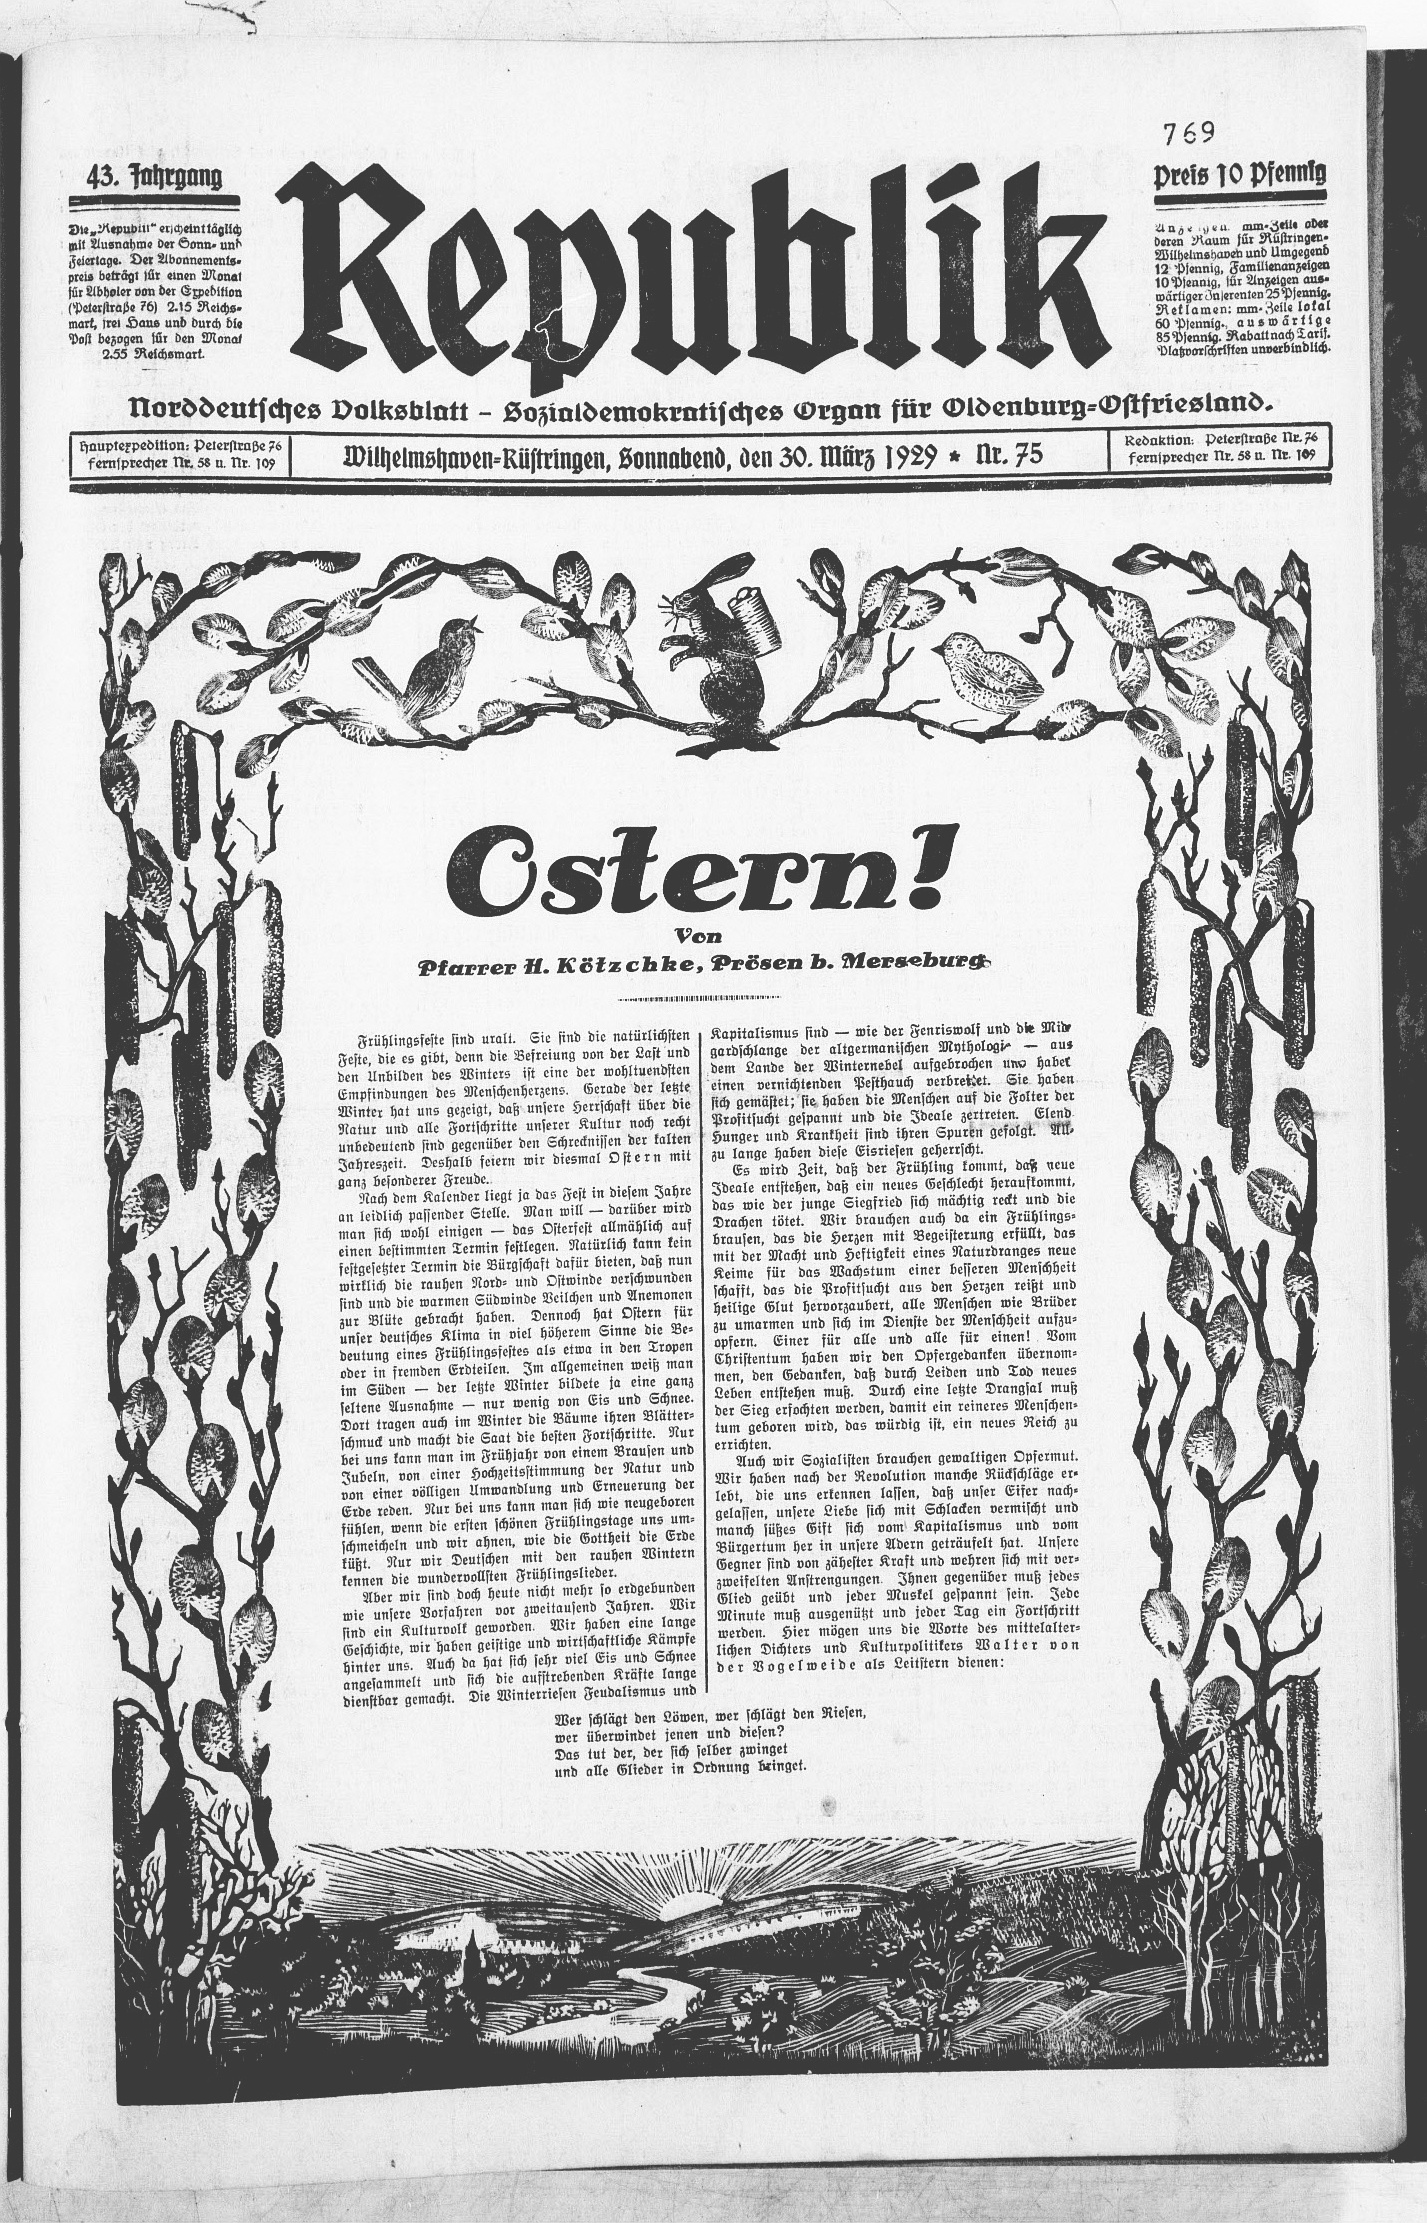 769
43. Jahrgang
Die „Republik“ erscheint täglich
mit Ausnahme der Sonn- und
Feiertage. Der Abonnements-
preis beträgt für einen Monat
für Abholer von der Expedition
(Peterstraße 76) 2.15 Reichs-
mark, frei Haus und durch die
Post bezogen für den Monat
2.55 Reichsmark.
Republik
Preis 10 Pfennig
Anzeigen: mm-Zeile oder
deren Raum für Rüstringen-
Wilhelmshaven und Umgegend
12 Pfennig, Familienanzeigen
10 Pfennig, für Anzeigen aus-
wärtiger Inserenten 25 Pfennig.
Reklamen: mm-Zeile lokal
60 Pfennig, auswärtige
85 Pfennig. Rabatt nach Tarif.
Platzvorschriften unverbindlich.
Norddeutsches Volksblatt – Sozialdemokratisches Organ für Oldenburg-Ostfriesland.
Hauptexpedition: Peterstraße 76
Fernsprecher Nr. 58 u. Nr. 109
Wilhelmshaven-Rüstringen, Sonnabend, den 30. März 1929 * Nr. 75
Redaktion: Peterstraße Nr. 76
Fernsprecher Nr. 58 u. Nr. 109
Ostern!
Von
Pfarrer H. Kötzchke, Prösen b. Merseburg
Frühlingsfeste sind uralt. Sie sind die natürlichsten
Feste, die es gibt, denn die Befreiung von der Last und
den Unbilden des Winters ist eine der wohltuendsten
Empfindungen des Menschenherzens. Gerade der letzte
Winter hat uns gezeigt, daß unsere Herrschaft über die
Natur und alle Fortschritte unserer Kultur noch recht
unbedeutend sind gegenüber den Schrecknissen der kalten
Jahreszeit. Deshalb feiern wir diesmal Ostern mit
ganz besonderer Freude.
Nach dem Kalender liegt ja das Fest in diesem Jahre
an leidlich passender Stelle. Man will — darüber wird
man sich wohl einigen — das Osterfest allmählich auf
einen bestimmten Termin festlegen. Natürlich kann kein
festgesetzter Termin die Bürgschaft dafür bieten, daß nun
wirklich die rauhen Nord- und Ostwinde verschwunden
sind und die warmen Südwinde Veilchen und Anemonen
zur Blüte gebracht haben. Dennoch hat Ostern für
unser deutsches Klima in viel höherem Sinne die Be-
deutung eines Frühlingsfestes als etwa in den Tropen
oder in fremden Erdteilen. Im allgemeinen weiß man
im Süden — der letzte Winter bildete ja eine ganz
seltene Ausnahme — nur wenig von Eis und Schnee.
Dort tragen auch im Winter die Bäume ihren Blätter-
schmuck und macht die Saat die besten Fortschritte. Nur
bei uns kann man im Frühjahr von einem Brausen und
Jubeln, von einer Hochzeitsstimmung der Natur und
von einer völligen Umwandlung und Erneuerung der
Erde reden. Nur bei uns kann man sich wie neugeboren
fühlen, wenn die ersten schönen Frühlingstage uns um-
schmeicheln und wir ahnen, wie die Gottheit die Erde
küßt. Nur wir Deutschen mit den rauhen Wintern
kennen die wundervollsten Frühlingslieder.
Aber wir sind doch heute nicht mehr so erdgebunden
wie unsere Vorfahren vor zweitausend Jahren. Wir
sind ein Kulturvolk geworden. Wir haben eine lange
Geschichte, wir haben geistige und wirtschaftliche Kämpfe
hinter uns. Auch da hat sich sehr viel Eis und Schnee
angesammelt und sich die aufstrebenden Kräfte lange
dienstbar gemacht. Die Winterriesen Feudalismus und
Kapitalismus sind — wie der Fenriswolf und die Mid-
gardschlange der altgermanischen Mythologie — aus
dem Lande der Winternebel aufgebrochen und haben
einen vernichtenden Pesthauch verbreitet. Sie haben
sich gemästet; sie haben die Menschen auf die Folter der
Profitsucht gespannt und die Ideale zertreten. Elend
Hunger und Krankheit sind ihren Spuren gefolgt. All-
zu lange haben diese Eisriesen geherrscht.
Es wird Zeit, daß der Frühling kommt, daß neue
Ideale entstehen, daß ein neues Geschlecht heraufkommt,
das wie der junge Siegfried sich mächtig reckt und die
Drachen tötet. Wir brauchen auch da ein Frühlings-
brausen, das die Herzen mit Begeisterung erfüllt, das
mit der Macht und Heftigkeit eines Naturdranges neue
Keime für das Wachstum einer besseren Menschheit
schafft, das die Profitsucht aus den Herzen reißt und
heilige Glut hervorzaubert, alle Menschen wie Brüder
zu umarmen und sich im Dienste der Menschheit aufzu-
opfern. Einer für alle und alle für einen! Vom
Christentum haben wir den Opfergedanken übernom-
men, den Gedanken, daß durch Leiden und Tod neues
Leben entstehen muß. Durch eine letzte Drangsal muß
der Sieg erfochten werden, damit ein reineres Menschen-
tum geboren wird, das würdig ist, ein neues Reich zu
errichten.
Auch wir Sozialisten brauchen gewaltigen Opfermut.
Wir haben nach der Revolution manche Rückschläge er-
lebt, die uns erkennen lassen, daß unser Eifer nach-
gelassen, unsere Liebe sich mit Schlacken vermischt und
manch süßes Gift sich vom Kapitalismus und vom
Bürgertum her in unsere Adern geträufelt hat. Unsere
Gegner sind von zähester Kraft und wehren sich mit ver-
zweifelten Anstrengungen. Ihnen gegenüber muß jedes
Glied geübt und jeder Muskel gespannt sein. Jede
Minute muß ausgenützt und jeder Tag ein Fortschritt
werden. Hier mögen uns die Worte des mittelalter-
lichen Dichters und Kulturpolitikers Walter von
der Vogelweide als Leitstern dienen:
Wer schlägt den Löwen, wer schlägt den Riesen,
wer überwindet jenen und diesen?
Das tut der, der sich selber zwinget
und alle Glieder in Ordnung bringet.